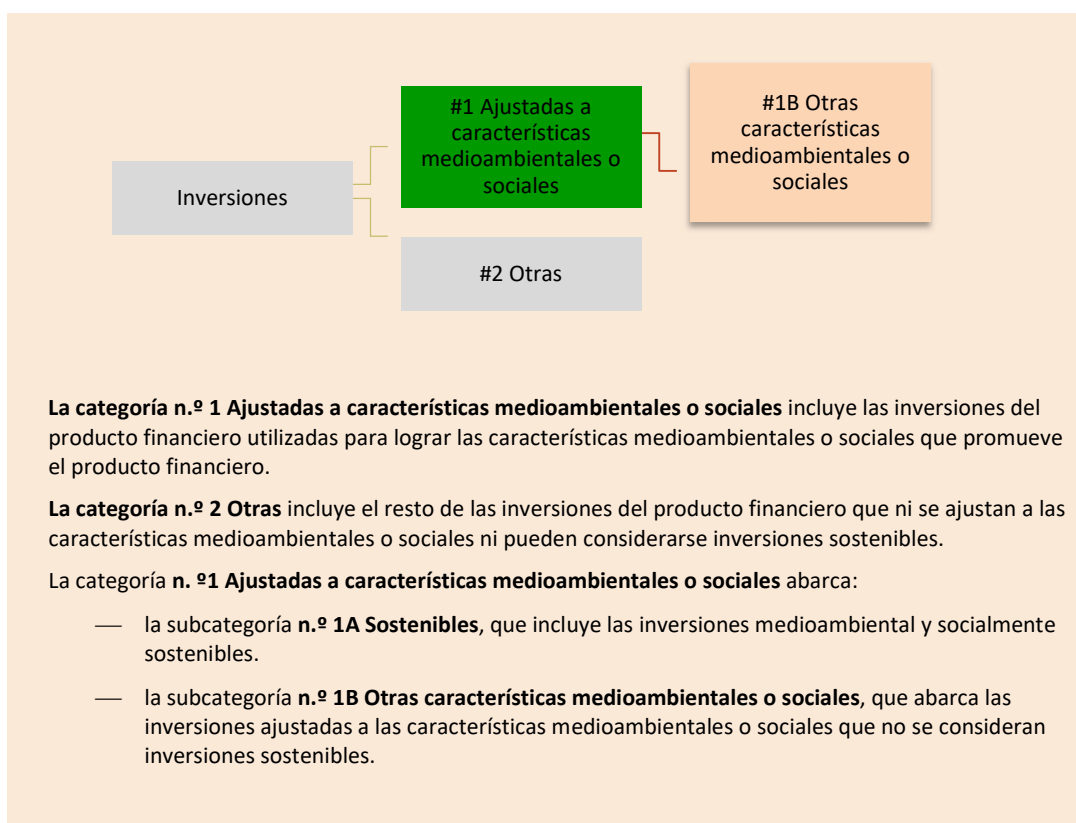 #1 Ajustadas a
características
medioambientales o
sociales
#1B Otras
características
medioambientales o
sociales
Inversiones
#2 Otras
La categoría n.º 1 Ajustadas a características medioambientales o sociales incluye las inversiones del
producto financiero utilizadas para lograr las características medioambientales o sociales que promueve
el producto financiero.
La categoría n.º 2 Otras incluye el resto de las inversiones del producto financiero que ni se ajustan a las
características medioambientales o sociales ni pueden considerarse inversiones sostenibles.
La categoría n. º1 Ajustadas a características medioambientales o sociales abarca:
— la subcategoría n.º 1A Sostenibles, que incluye las inversiones medioambiental y socialmente
sostenibles.
— la subcategoría n.º 1B Otras características medioambientales o sociales, que abarca las
inversiones ajustadas a las características medioambientales o sociales que no se consideran
inversiones sostenibles.